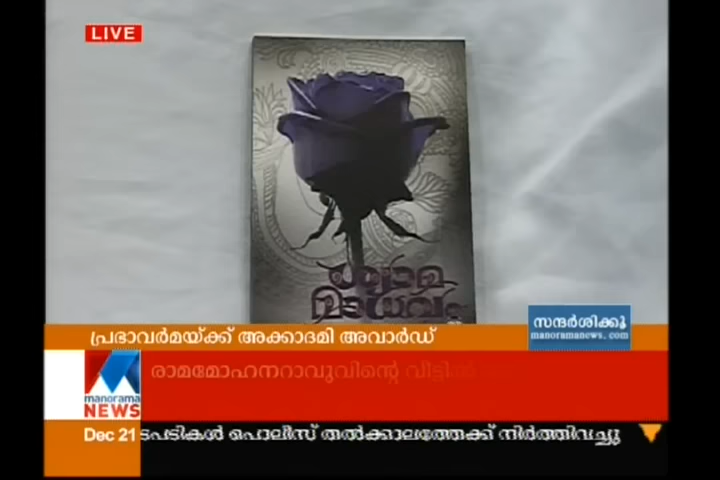 LIVE
ശ്യാമ
മാധവം
പ്രഭാവർമയ്ക്ക് അക്കാദമി അവാർഡ്
സന്ദർശിക്കൂ
manoramanews.com
രാമമോഹനറാവുവിന്റെ വീട്ടിൽ
manorama
NEWS
Dec 21 ടപടികൾ പൊലീസ് തൽക്കാലത്തേക്ക് നിർത്തിവച്ചു